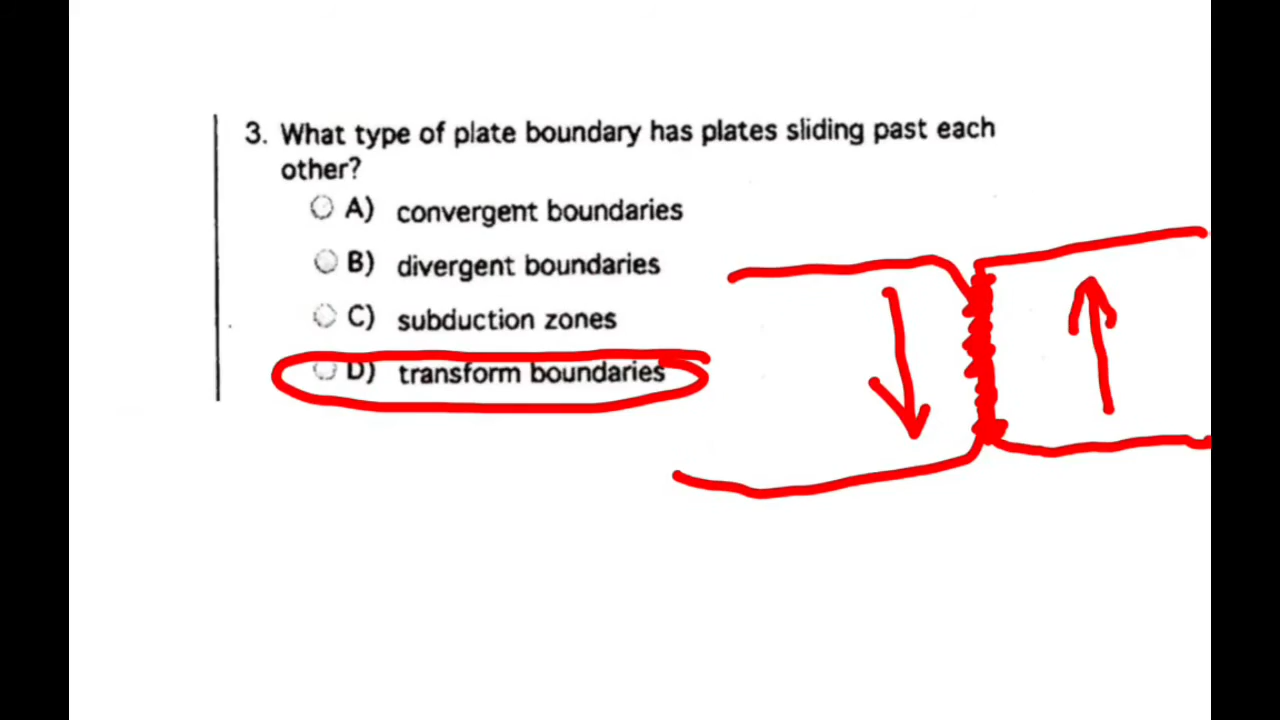 3. What type of plate boundary has plates sliding past each
other?
A) convergent boundaries
B) divergent boundaries
C) subduction zones
D) transform boundaries